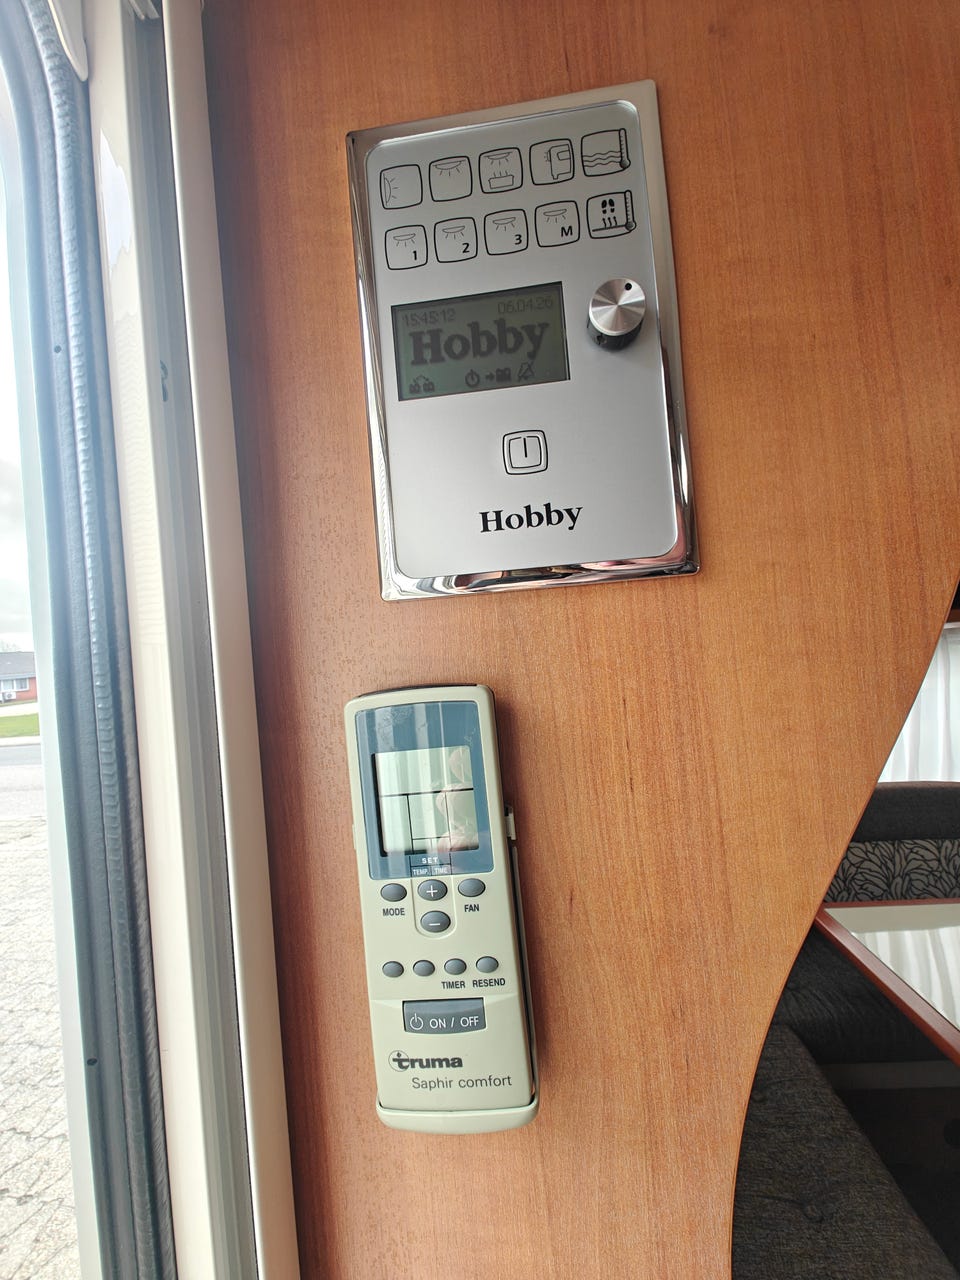 1 2 3 M
15:45:12 06.04.26
Hobby
Hobby
SET
TEMP. TIME
+
MODE FAN
−
TIMER RESEND
ON / OFF
truma
Saphir comfort